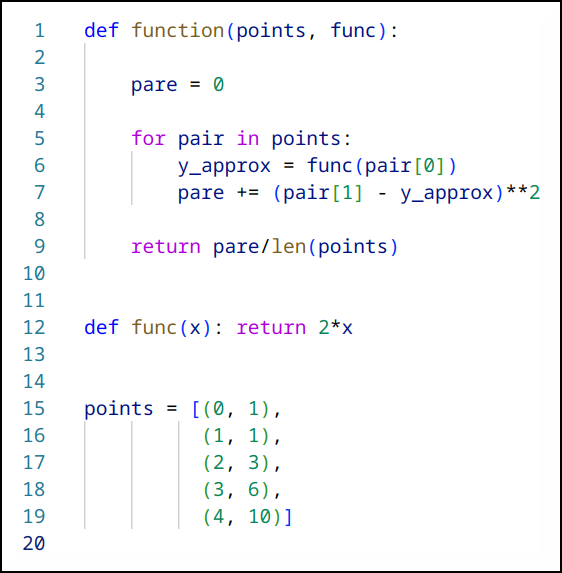 1 def function(points, func):
2
3 pare = 0
4
5 for pair in points:
6 y_approx = func(pair[0])
7 pare += (pair[1] - y_approx)**2
8
9 return pare/len(points)
10
11
12 def func(x): return 2*x
13
14
15 points = [(0, 1),
16 (1, 1),
17 (2, 3),
18 (3, 6),
19 (4, 10)]
20